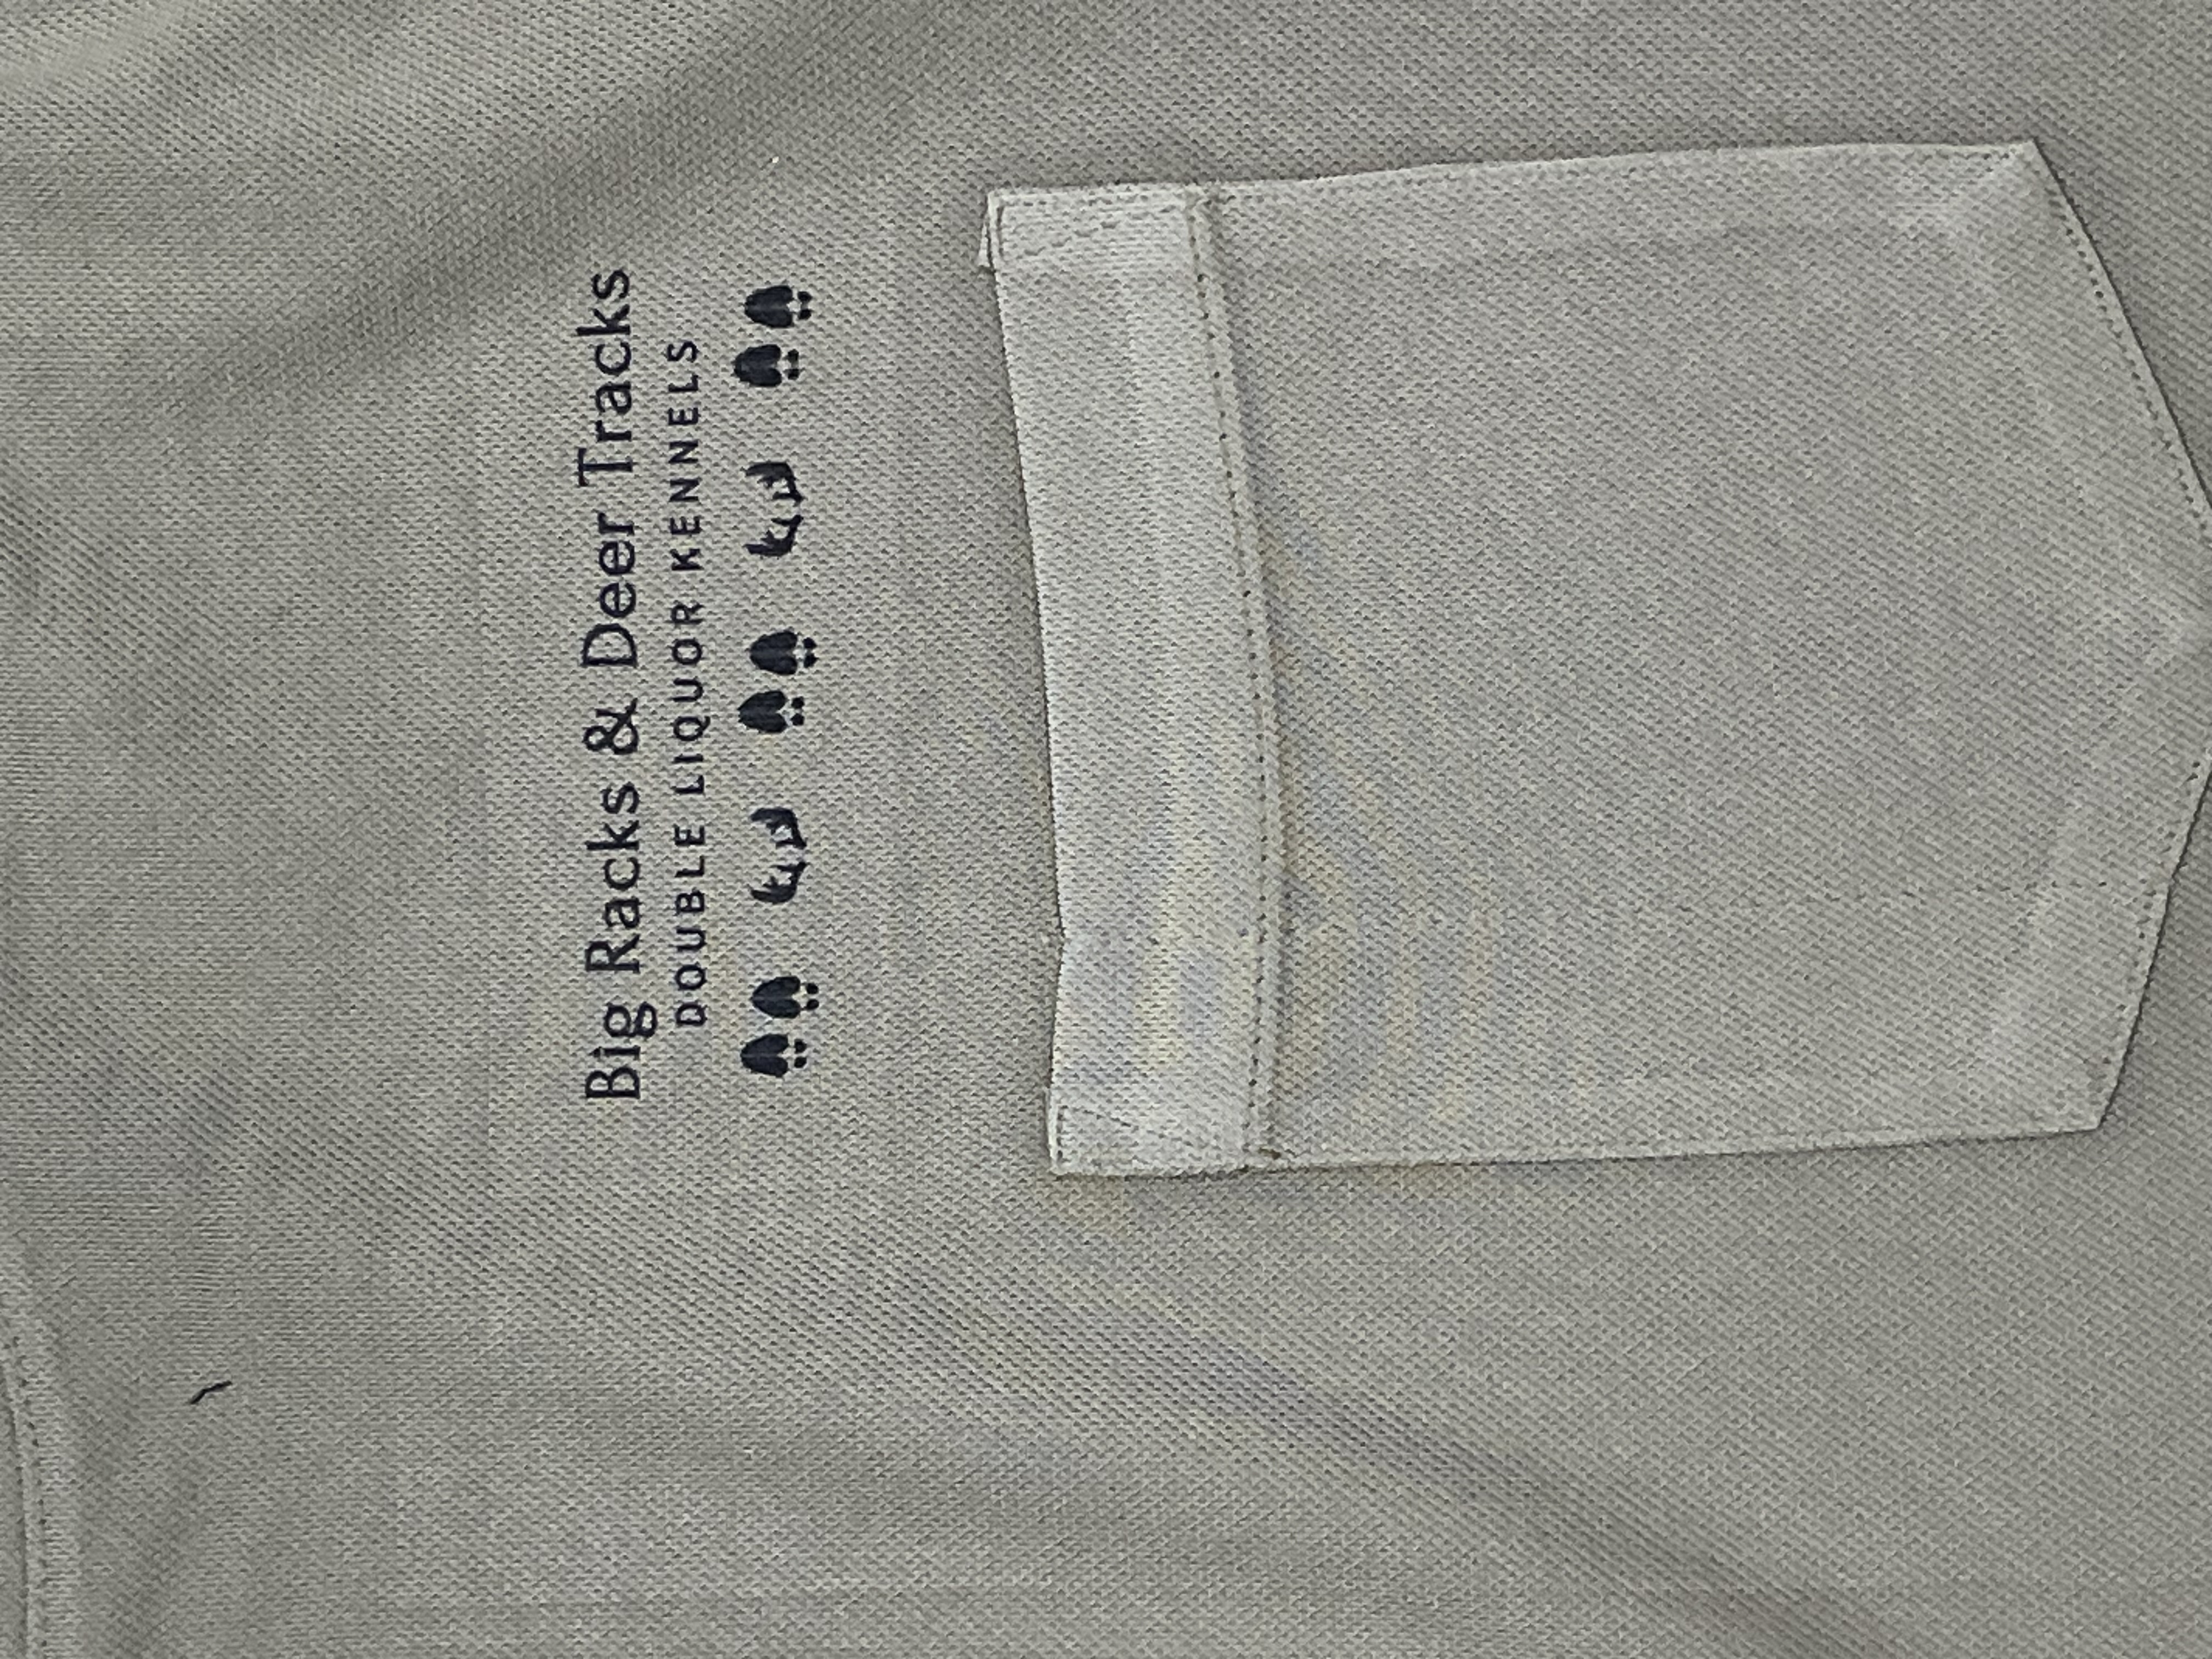 Big Racks & Deer Tracks
DOUBLE LIQUOR KENNELS